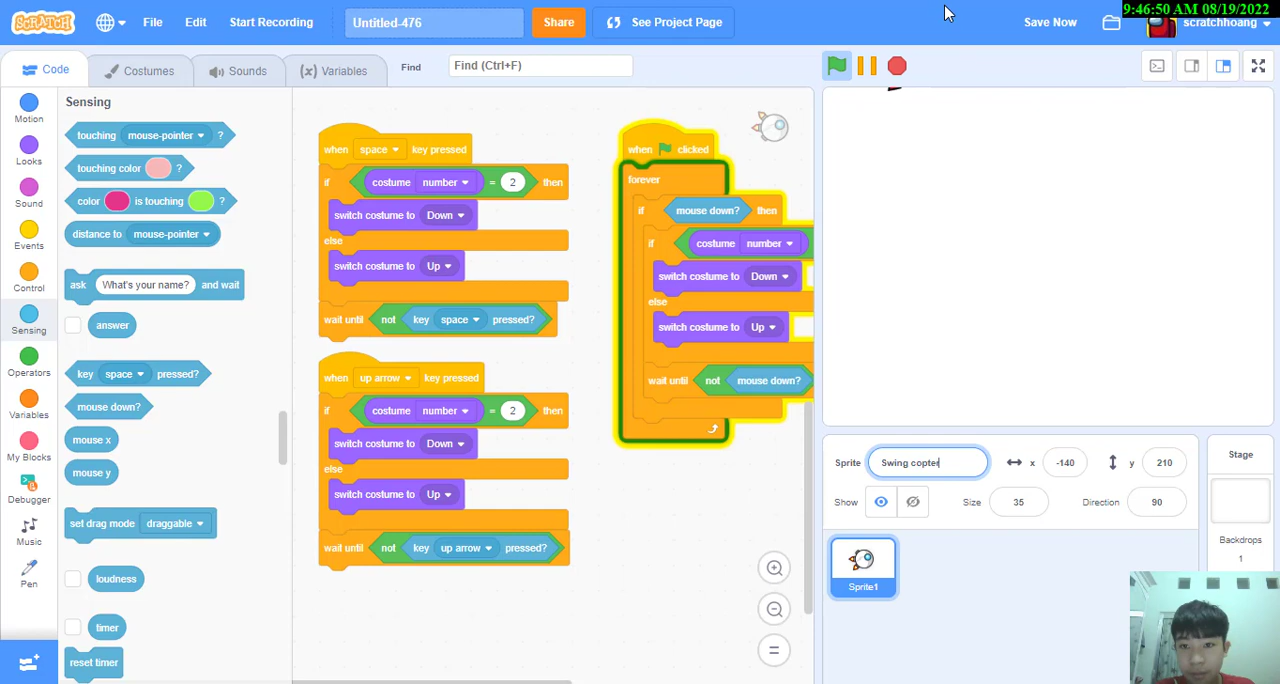 SCRATCH
File
Edit
Start Recording
Untitled-476
Share
See Project Page
Save Now
9:46:50 AM 08/19/2022
scratchhoang
Code
Costumes
Sounds
(x) Variables
Find
Find (Ctrl+F)
Motion
Looks
Sound
Events
Control
Sensing
Operators
Variables
My Blocks
Debugger
Music
Pen
Sensing
touching mouse-pointer ?
touching color ?
color is touching ?
distance to mouse-pointer
ask What's your name? and wait
answer
key space pressed?
mouse down?
mouse x
mouse y
set drag mode draggable
loudness
timer
reset timer
when space key pressed
if costume number = 2 then
switch costume to Down
else
switch costume to Up
wait until not key space pressed?
when up arrow key pressed
if costume number = 2 then
switch costume to Down
else
switch costume to Up
wait until not key up arrow pressed?
when clicked
forever
if mouse down? then
if costume number
switch costume to Down
else
switch costume to Up
wait until not mouse down?
Sprite Swing copter x -140 y 210
Show Size 35 Direction 90
Sprite1
Stage
Backdrops
1